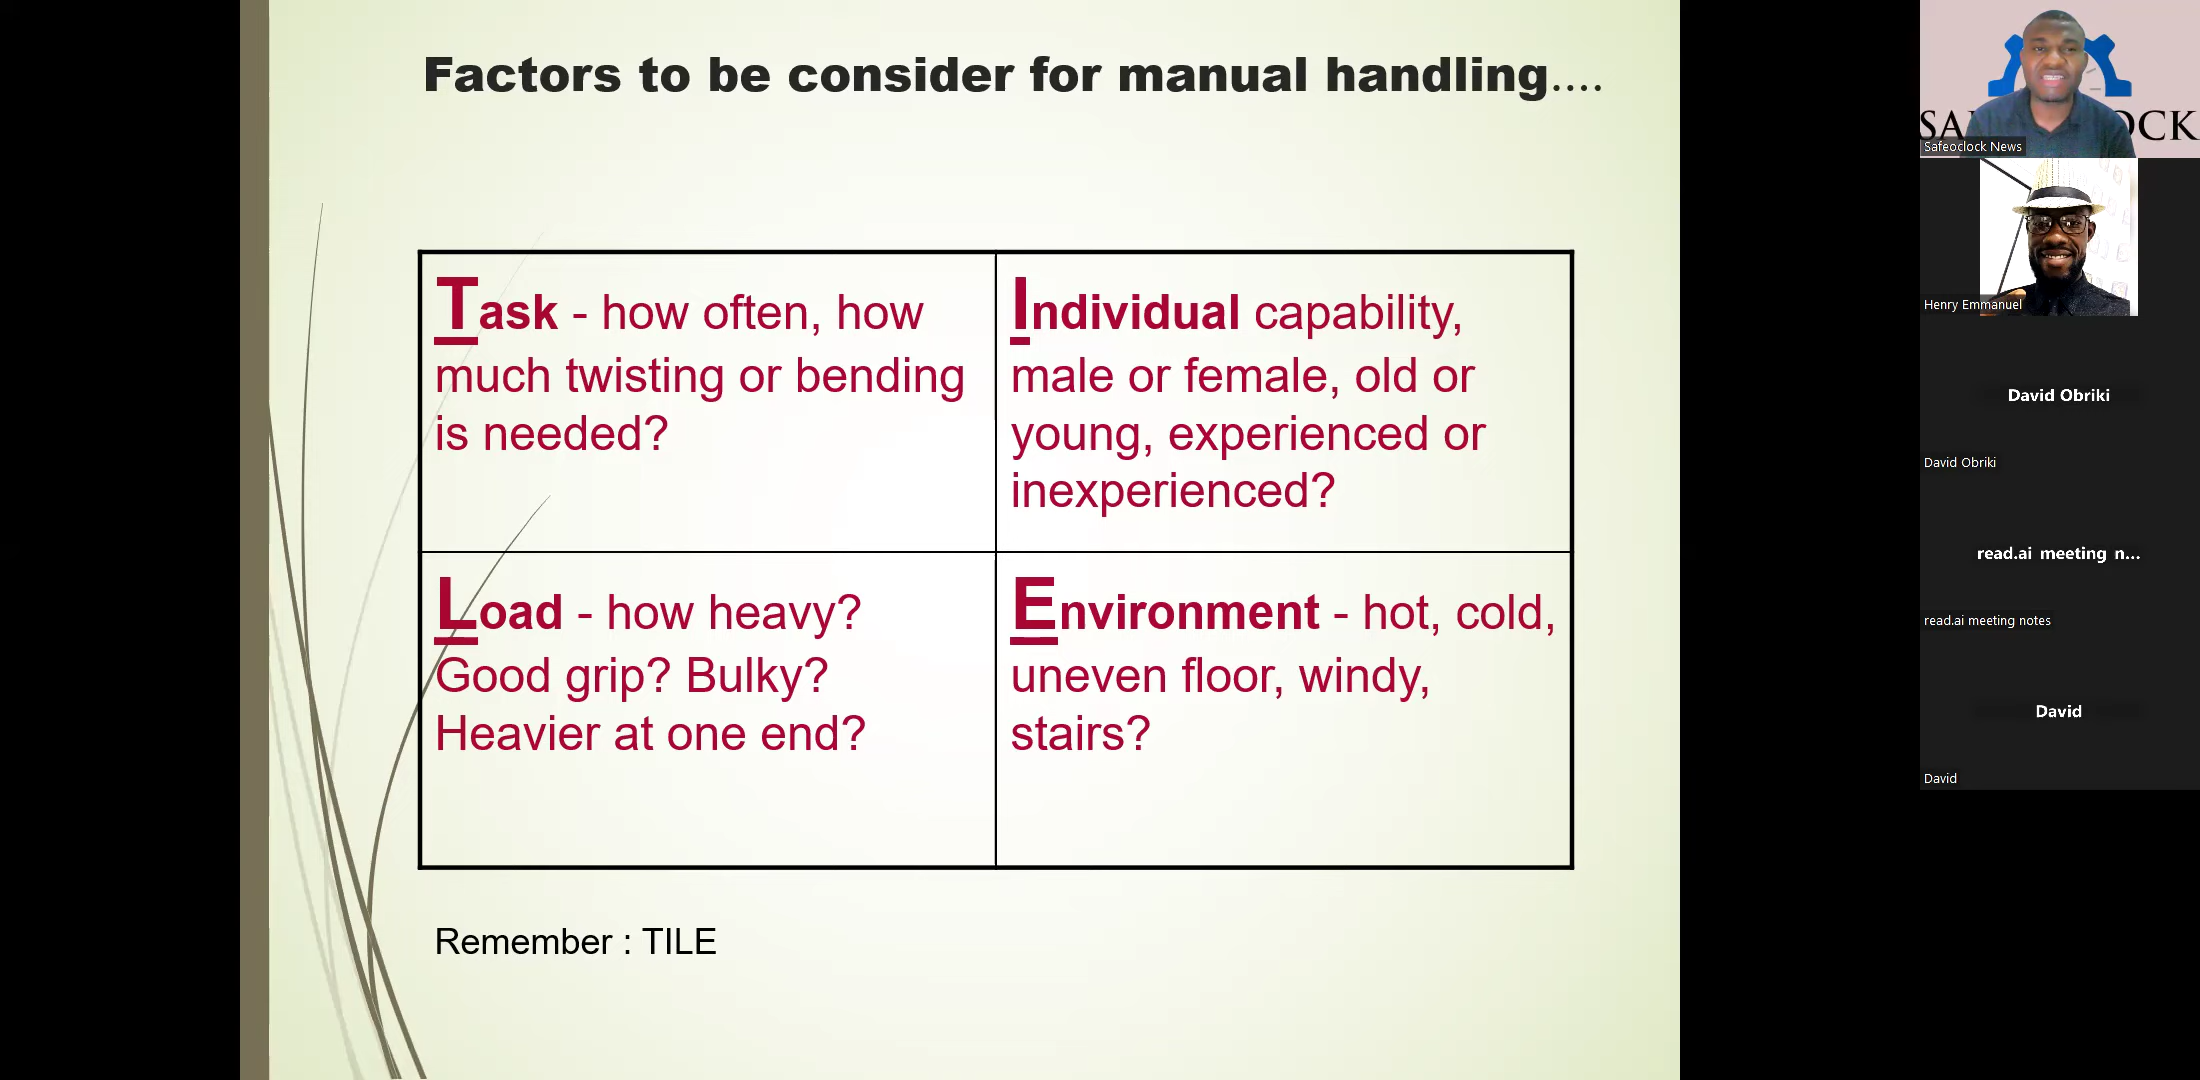 Factors to be consider for manual handling....
Task - how often, how
much twisting or bending
is needed?
Individual capability,
male or female, old or
young, experienced or
inexperienced?
Load - how heavy?
Good grip? Bulky?
Heavier at one end?
Environment - hot, cold,
uneven floor, windy,
stairs?
Remember : TILE
Safeoclock News
Henry Emmanuel
David Obriki
David Obriki
read.ai meeting n...
read.ai meeting notes
David
David